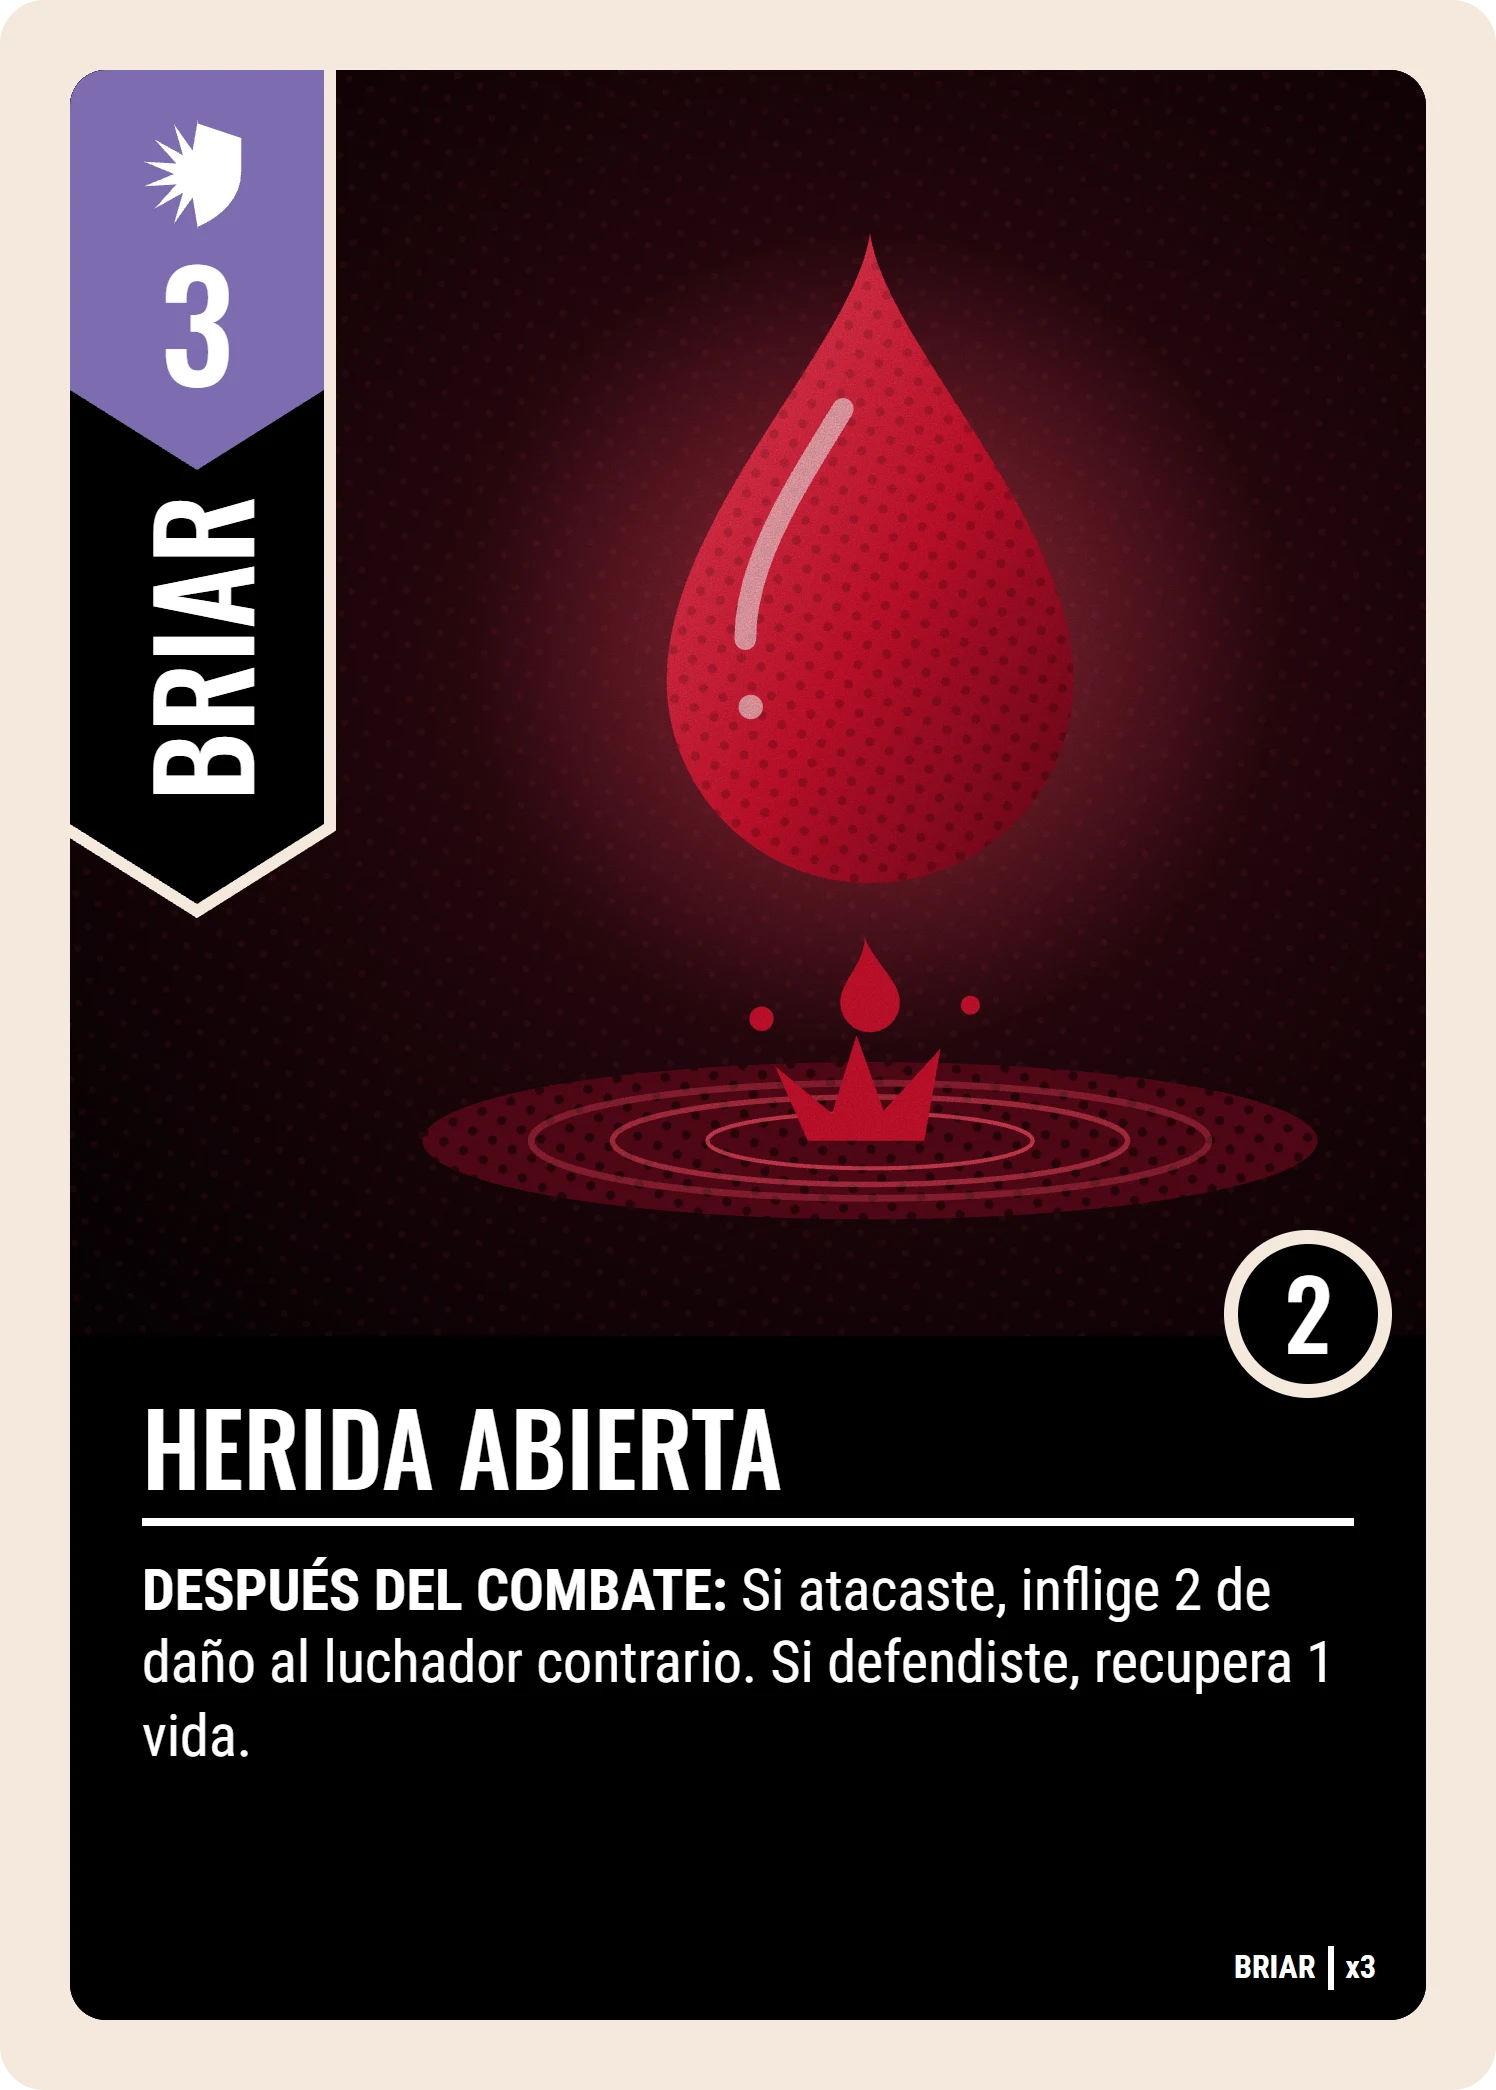 3
BRIAR
2
HERIDA ABIERTA
DESPUÉS DEL COMBATE: Si atacaste, inflige 2 de
daño al luchador contrario. Si defendiste, recupera 1
vida.
BRIAR | x3